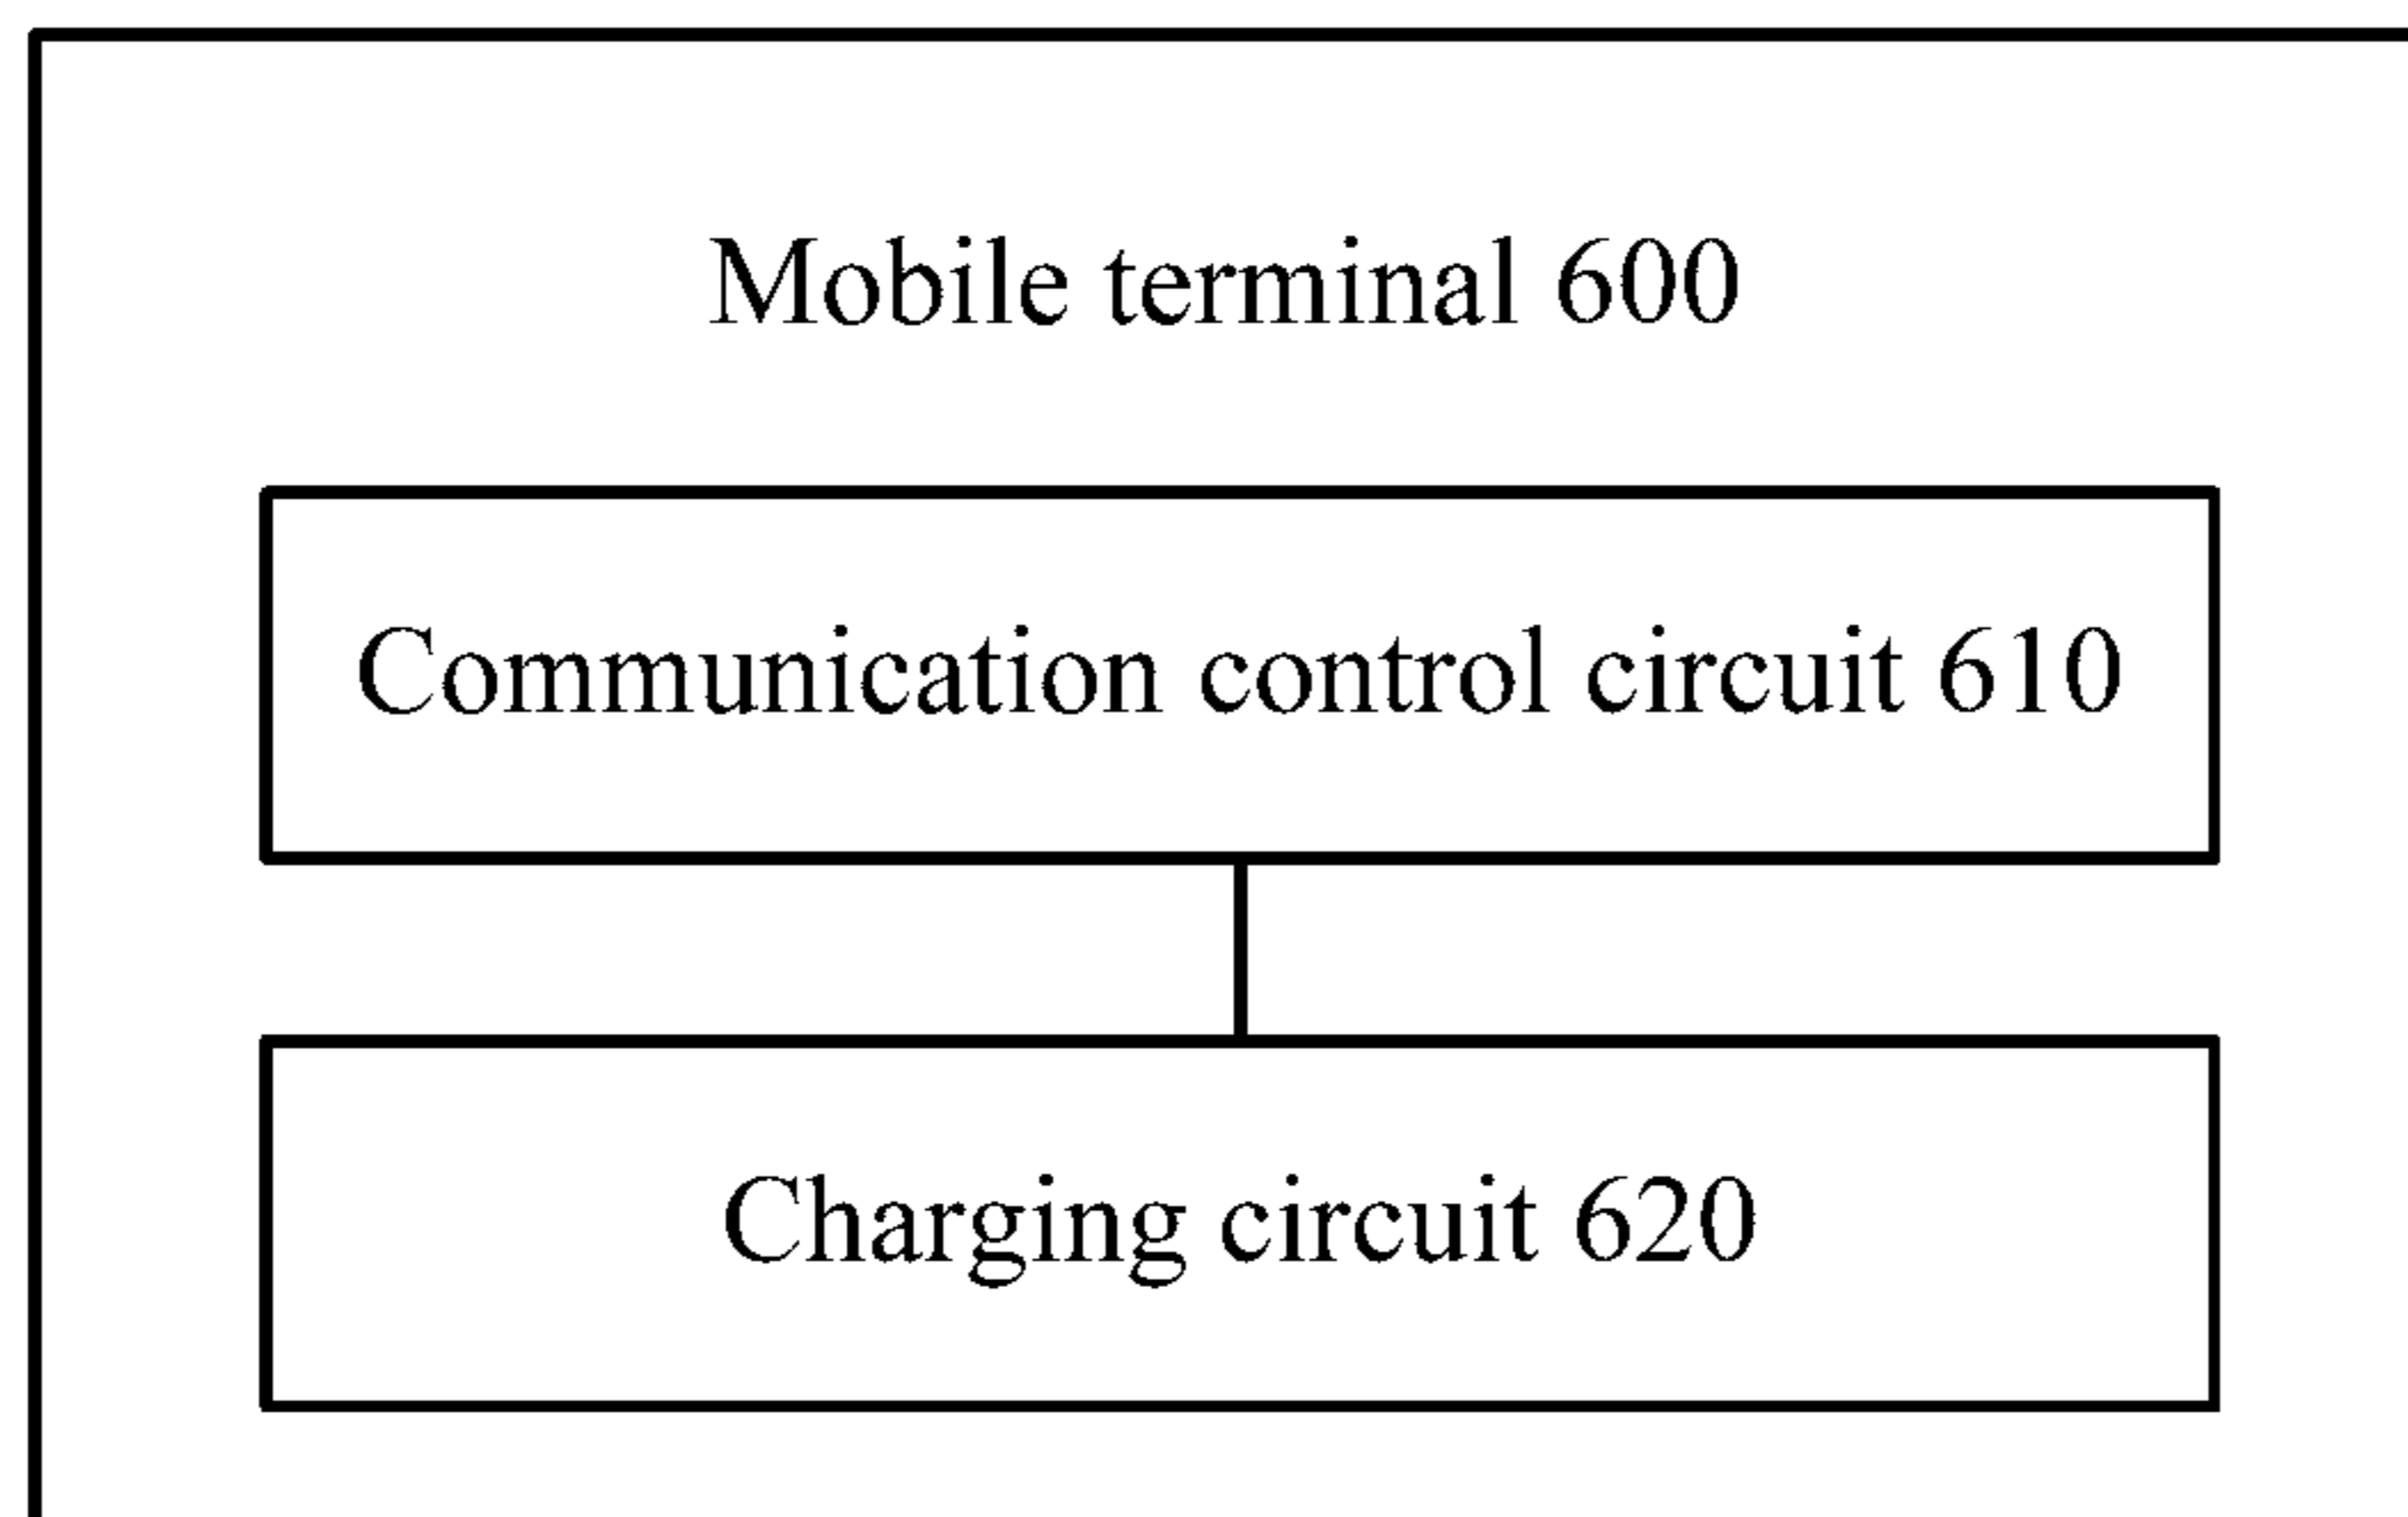 Mobile terminal 600
Communication control circuit 610
Charging circuit 620